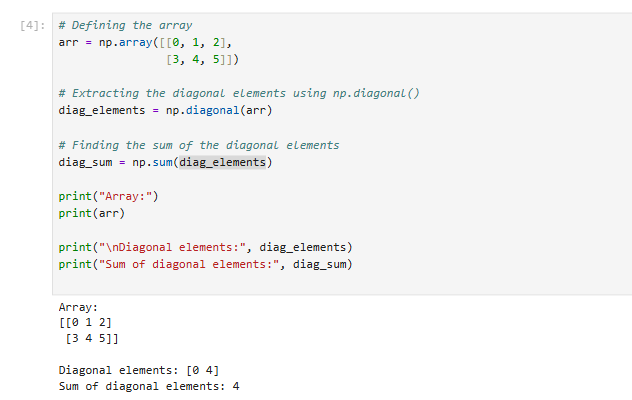 [4]: # Defining the array
arr = np.array([[0, 1, 2],
                [3, 4, 5]])

# Extracting the diagonal elements using np.diagonal()
diag_elements = np.diagonal(arr)

# Finding the sum of the diagonal elements
diag_sum = np.sum(diag_elements)

print("Array:")
print(arr)

print("\nDiagonal elements:", diag_elements)
print("Sum of diagonal elements:", diag_sum)

Array:
[[0 1 2]
 [3 4 5]]

Diagonal elements: [0 4]
Sum of diagonal elements: 4